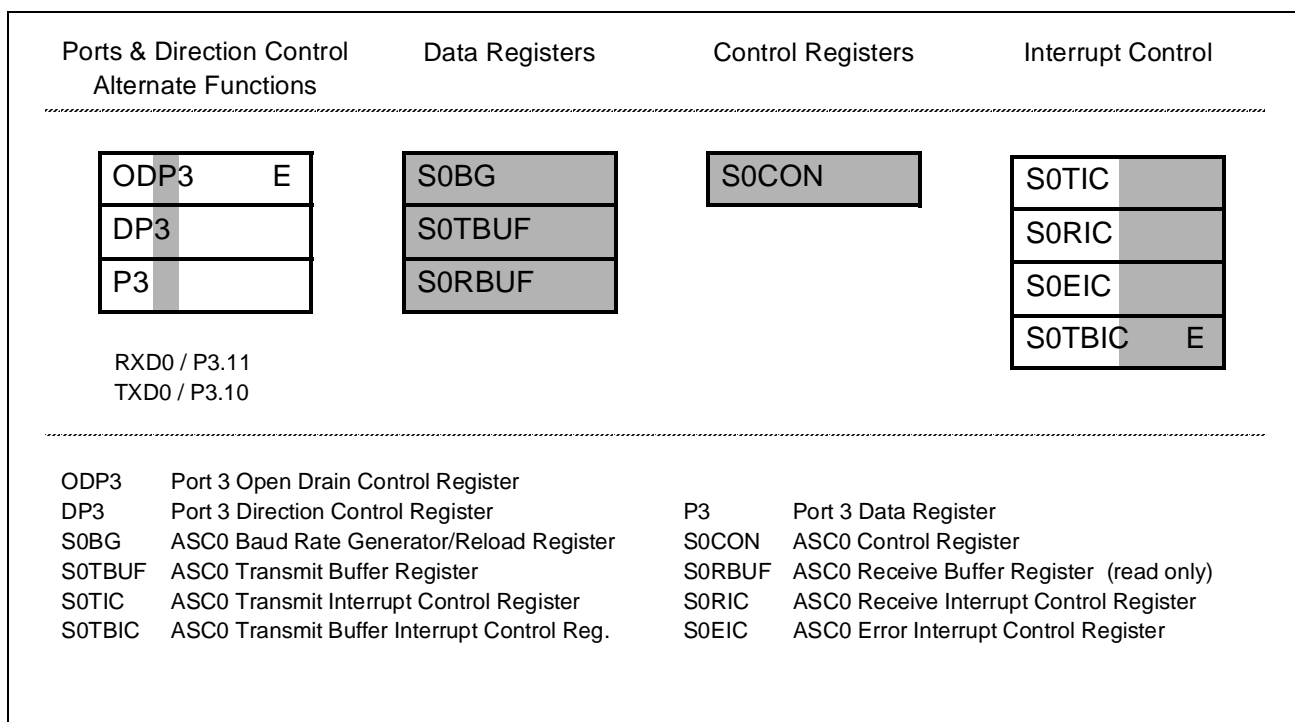 Ports & Direction Control Alternate Functions
Data Registers
Control Registers
Interrupt Control
ODP3 E
DP3
P3
RXD0 / P3.11
TXD0 / P3.10
S0BG
S0TBUF
S0RBUF
S0CON
S0TIC
S0RIC
S0EIC
S0TBIC E
ODP3 Port 3 Open Drain Control Register
DP3 Port 3 Direction Control Register
S0BG ASC0 Baud Rate Generator/Reload Register
S0TBUF ASC0 Transmit Buffer Register
S0TIC ASC0 Transmit Interrupt Control Register
S0TBIC ASC0 Transmit Buffer Interrupt Control Reg.
P3 Port 3 Data Register
S0CON ASC0 Control Register
S0RBUF ASC0 Receive Buffer Register (read only)
S0RIC ASC0 Receive Interrupt Control Register
S0EIC ASC0 Error Interrupt Control Register